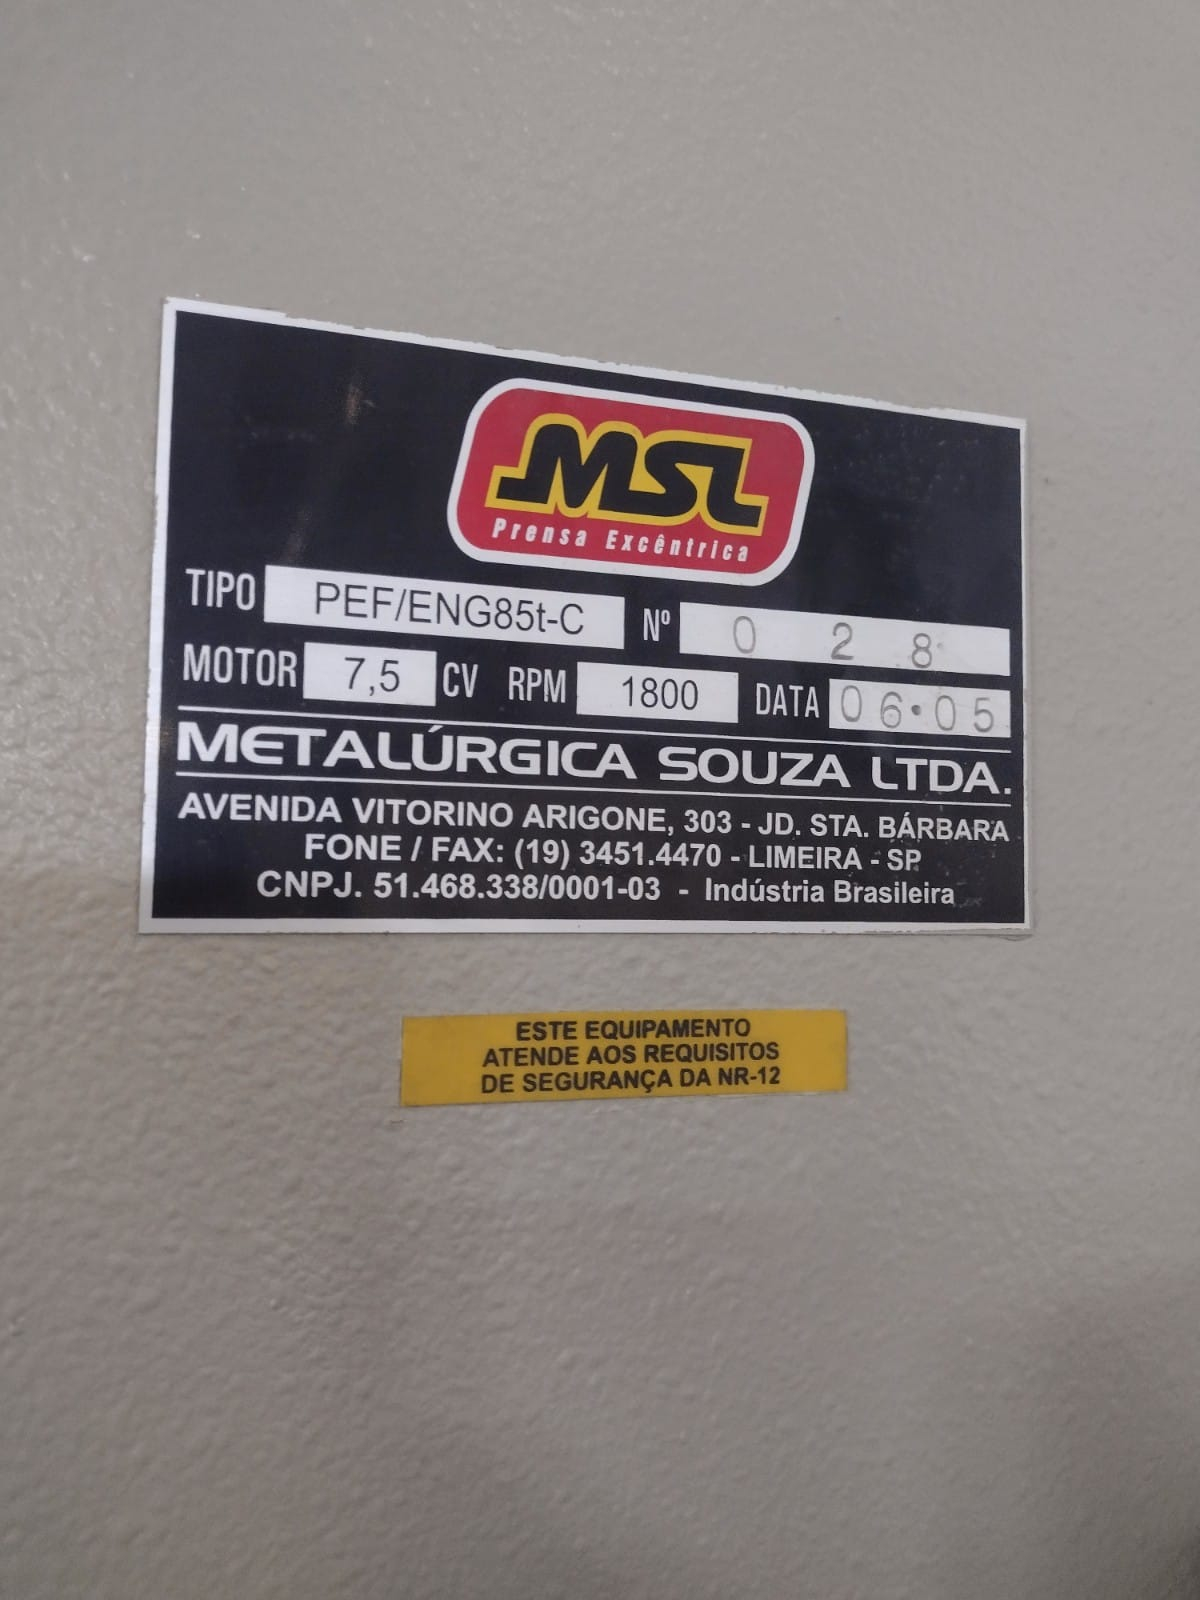 MSL
Prensa Excêntrica
TIPO PEF/ENG85t-C Nº 0 2 8
MOTOR 7,5 CV RPM 1800 DATA 06.05
METALÚRGICA SOUZA LTDA.
AVENIDA VITORINO ARIGONE, 303 - JD. STA. BÁRBARA
FONE / FAX: (19) 3451.4470 - LIMEIRA - SP
CNPJ. 51.468.338/0001-03 - Indústria Brasileira
ESTE EQUIPAMENTO
ATENDE AOS REQUISITOS
DE SEGURANÇA DA NR-12